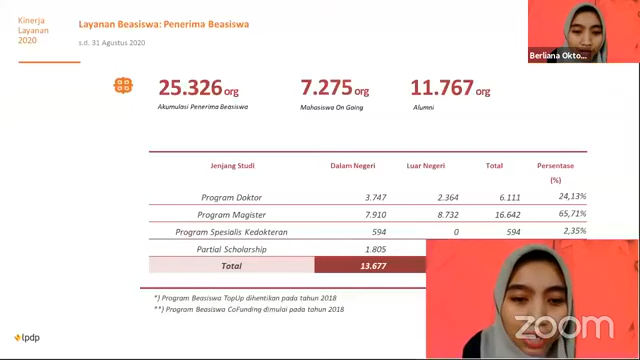 Kinerja
Layanan
2020
Layanan Beasiswa: Penerima Beasiswa
s.d. 31 Agustus 2020
Berliana Okto...
25.326 org
Akumulasi Penerima Beasiswa
7.275 org
Mahasiswa On Going
11.767 org
Alumni
Jenjang Studi Dalam Negeri Luar Negeri Total Persentase
(%)
Program Doktor 3.747 2.364 6.111 24,13%
Program Magister 7.910 8.732 16.642 65,71%
Program Spesialis Kedokteran 594 0 594 2,35%
Partial Scholarship 1.805
Total 13.677
*) Program Beasiswa TopUp dihentikan pada tahun 2018
**) Program Beasiswa CoFunding dimulai pada tahun 2018
lpdp
zoom